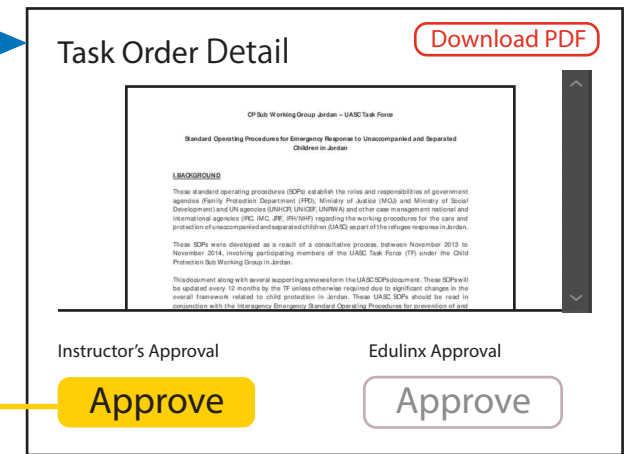 Task Order Detail
Download PDF
CP Sub Working Group Jordan – UASC Task Force
Standard Operating Procedures for Emergency Response to Unaccompanied and Separated
Children in Jordan
I.BACKGROUND
These standard operating procedures (SOPs) establish the roles and responsibilities of government
agencies (Family Protection Department (FPD), Ministry of Justice (MOJ) and Ministry of Social
Development) and UN agencies (UNHCR, UNICEF, UNRWA) and other case management national and
international agencies (IRC, IMC, JRF, IFH/NHF) regarding the working procedures for the care and
protection of unaccompanied and separated children (UASC) as part of the refugee response in Jordan.
These SOPs were developed as a result of a consultative process, between November 2013 to
November 2014, involving participating members of the UASC Task Force (TF) under the Child
Protection Sub Working Group in Jordan.
This document along with several supporting annexes form the UASC SOPs document. These SOPs will
be updated every 12 months by the TF unless otherwise required due to significant changes in the
overall framework related to child protection in Jordan. These UASC SOPs should be read in
conjunction with the Interagency Emergency Standard Operating Procedures for prevention of and
Instructor's Approval
Edulinx Approval
Approve
Approve